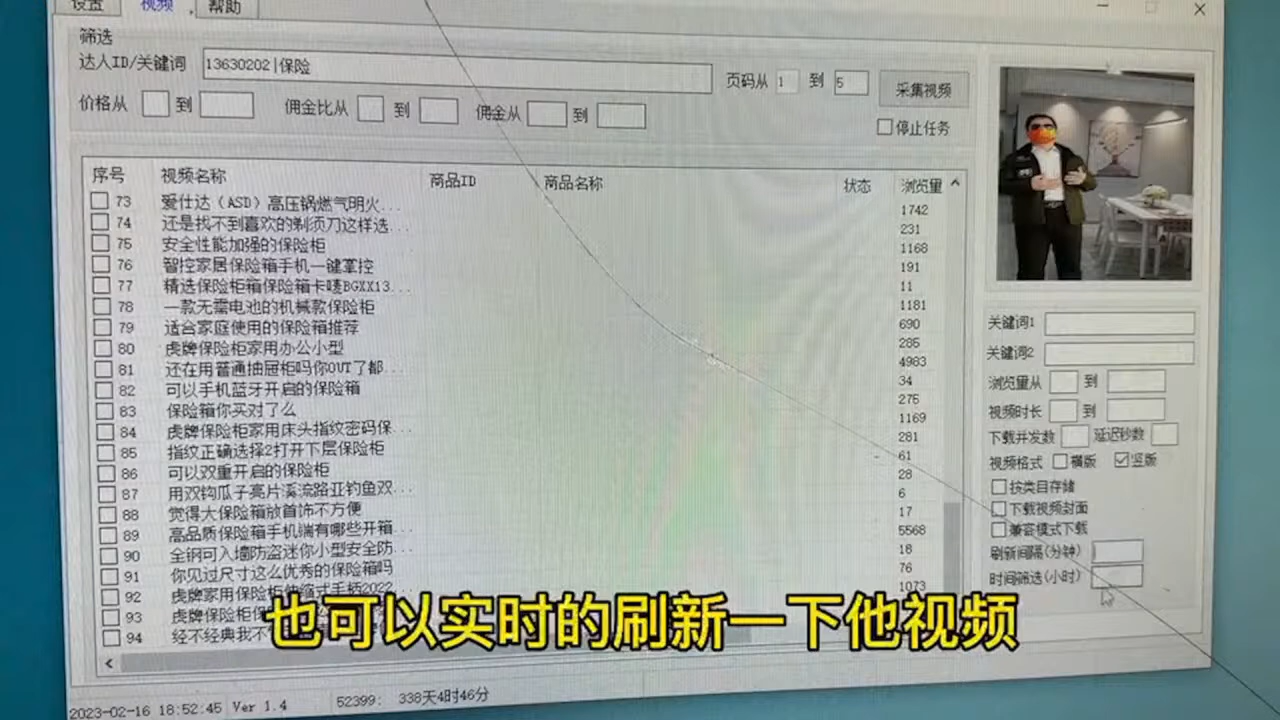 设置 视频 帮助
筛选
达人ID/关键词 13630202|保险 页码从 1 到 5 采集视频
价格从 到 佣金比从 到 佣金从 到 停止任务
序号 视频名称 商品ID 商品名称 状态 浏览量
73 爱仕达（ASD）高压锅燃气明火... 1742
74 还是找不到喜欢的剃须刀这样选... 231
75 安全性能加强的保险柜 1168
76 智控家居保险箱手机一键掌控 191
77 精选保险柜箱保险箱卡唛BGXX13... 11
78 一款无需电池的机械款保险柜 1181
79 适合家庭使用的保险箱推荐 690
80 虎牌保险柜家用办公小型 285
81 还在用普通抽屉柜吗你OUT了都... 4983
82 可以手机蓝牙开启的保险箱 34
83 保险箱你买对了么 275
84 虎牌保险柜家用床头指纹密码保... 1169
85 指纹正确选择2打开下层保险柜 281
86 可以双重开启的保险柜 61
87 用双钩瓜子亮片溪流路亚钓鱼双... 28
88 觉得大保险箱放首饰不方便 6
89 高品质保险箱手机端有哪些开箱... 17
90 全钢可入墙防盗迷你小型安全防... 5568
91 你见过尺寸这么优秀的保险箱吗 18
92 虎牌家用保险柜伸缩式手柄2022... 76
93 虎牌保险柜 1073
94 经不经典我不
关键词1
关键词2
浏览量从 到
视频时长 到
下载并发数 延迟秒数
视频格式 横版 竖版
按类目存储
下载视频封面
兼容模式下载
刷新间隔(分钟)
时间筛选(小时)
也可以实时的刷新一下他视频
2023-02-16 18:52:45 Ver 1.4 52399: 338天4时46分